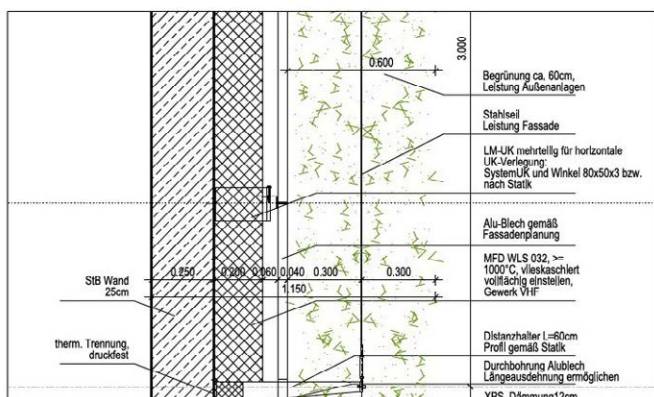 0.600
3.000
Begrünung ca. 60cm,
Leistung Außenanlagen
Stahlseil
Leistung Fassade
LM-UK mehrteilig für horizontale
UK-Verlegung:
SystemUK und Winkel 80x50x3 bzw.
nach Statik
Alu-Blech gemäß
Fassadenplanung
0.250 0.200 0.060 0.040 0.300 0.300
1.150
StB Wand
25cm
MFD WLS 032, >=
1000°C, vlieskaschiert
vollflächig einstellen,
Gewerk VHF
therm. Trennung,
druckfest
Distanzhalter L=60cm
Profil gemäß Statik
Durchbohrung Alublech
Längeausdehnung ermöglichen
XPS-Dämmung12cm